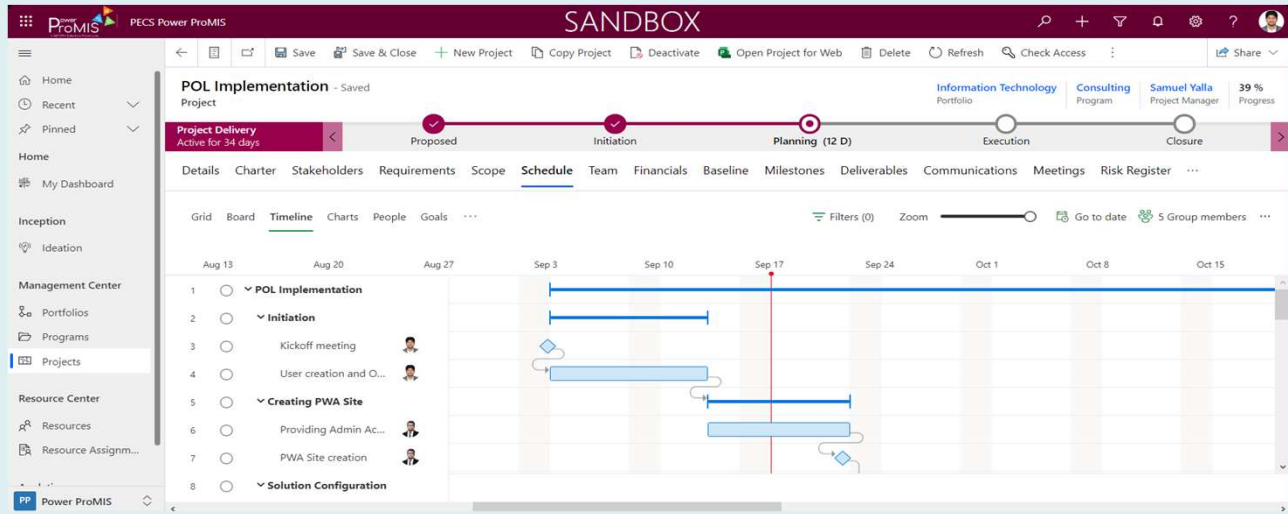 Power ProMIS PECS Power ProMIS SANDBOX ?
Save Save & Close New Project Copy Project Deactivate Open Project for Web Delete Refresh Check Access Share
Home
Recent
Pinned
Home
My Dashboard
Inception
Ideation
Management Center
Portfolios
Programs
Projects
Resource Center
Resources
Resource Assignm...
PP Power ProMIS
POL Implementation - Saved
Project
Information Technology Consulting Samuel Yalla 39 %
Portfolio Program Project Manager Progress
Project Delivery
Active for 34 days
Proposed Initiation Planning (12 D) Execution Closure
Details Charter Stakeholders Requirements Scope Schedule Team Financials Baseline Milestones Deliverables Communications Meetings Risk Register ...
Grid Board Timeline Charts People Goals ... Filters (0) Zoom Go to date 5 Group members ...
Aug 13 Aug 20 Aug 27 Sep 3 Sep 10 Sep 17 Sep 24 Oct 1 Oct 8 Oct 15
1 POL Implementation
2 Initiation
3 Kickoff meeting
4 User creation and O...
5 Creating PWA Site
6 Providing Admin Ac...
7 PWA Site creation
8 Solution Configuration